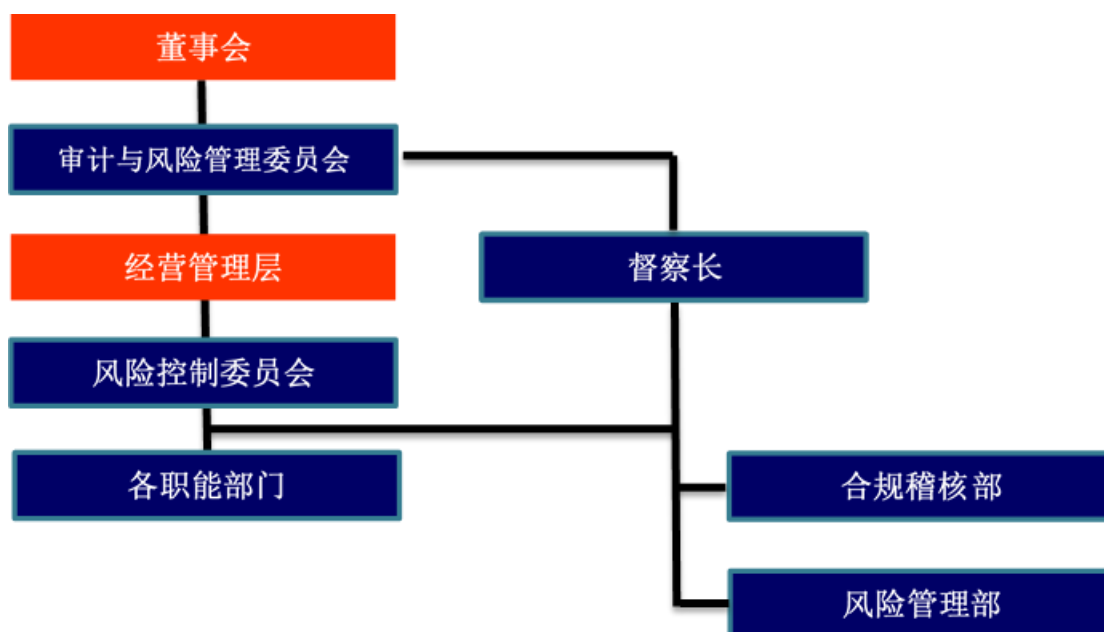 董事会
审计与风险管理委员会
经营管理层
督察长
风险控制委员会
各职能部门
合规稽核部
风险管理部